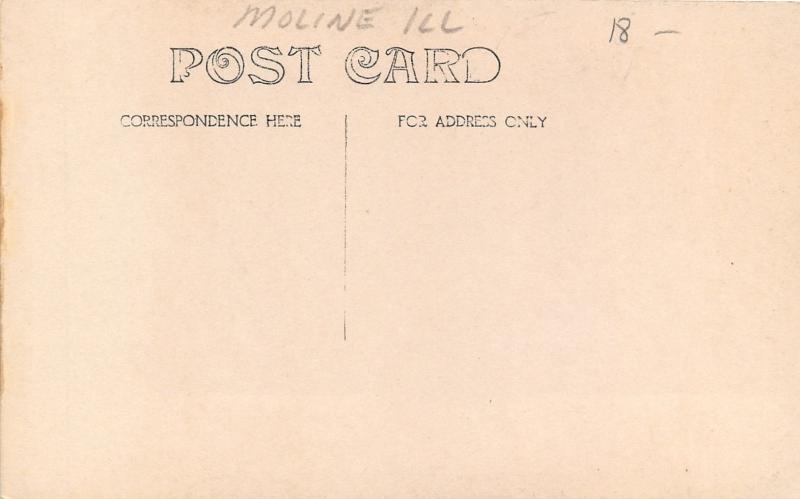 MOLINE ILL
18 –
POST CARD
CORRESPONDENCE HERE
FOR ADDRESS ONLY